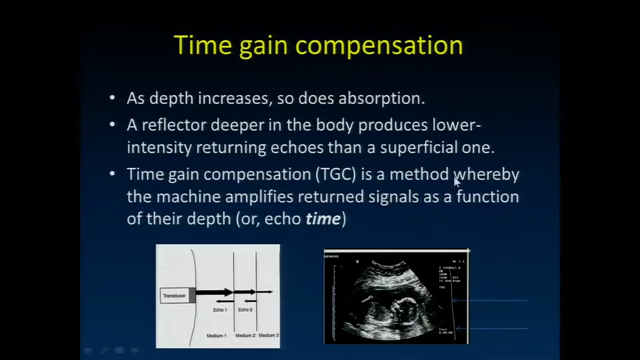 Time gain compensation
• As depth increases, so does absorption.
• A reflector deeper in the body produces lower-
intensity returning echoes than a superficial one.
• Time gain compensation (TGC) is a method whereby
the machine amplifies returned signals as a function
of their depth (or, echo time)
Transducer
Echo 1
Echo 2
Medium 1
Medium 2
Medium 3
SIEMENS